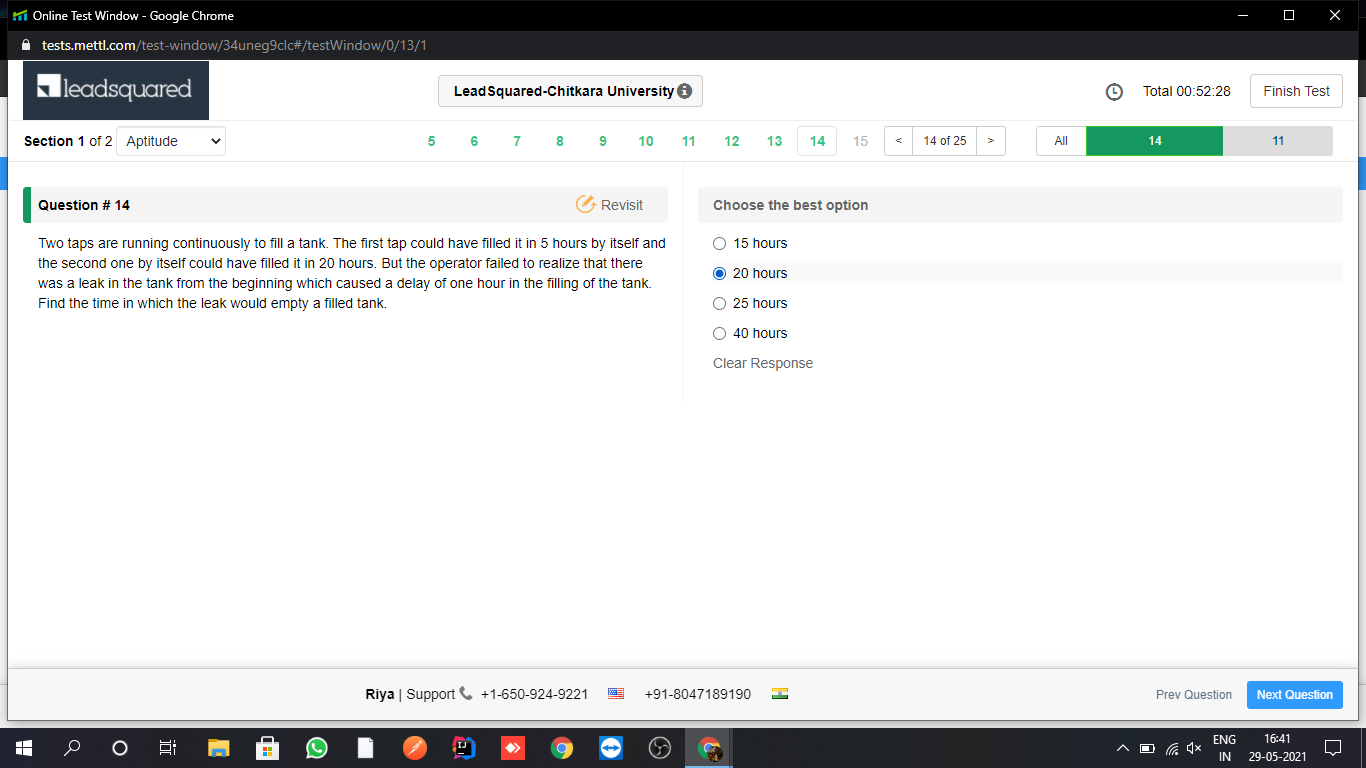 Online Test Window - Google Chrome
tests.mettl.com/test-window/34uneg9clc#/testWindow/0/13/1
leadsquared
LeadSquared-Chitkara University
Total 00:52:28
Finish Test
Section 1 of 2 Aptitude
5 6 7 8 9 10 11 12 13 14 15
< 14 of 25 >
All 14 11
Question # 14
Revisit
Two taps are running continuously to fill a tank. The first tap could have filled it in 5 hours by itself and
the second one by itself could have filled it in 20 hours. But the operator failed to realize that there
was a leak in the tank from the beginning which caused a delay of one hour in the filling of the tank.
Find the time in which the leak would empty a filled tank.
Choose the best option
15 hours
20 hours
25 hours
40 hours
Clear Response
Riya | Support +1-650-924-9221 +91-8047189190
Prev Question
Next Question
ENG
IN
16:41
29-05-2021